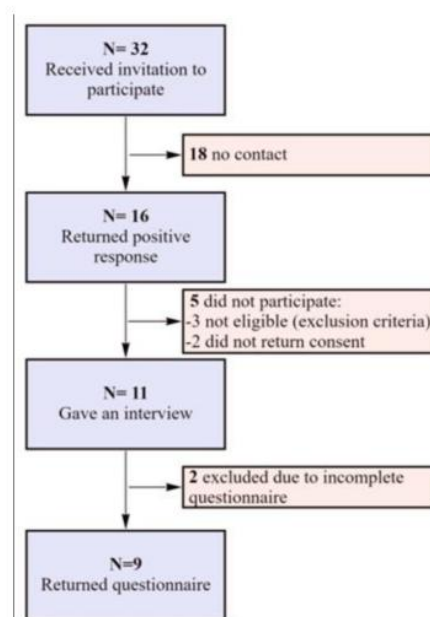 N= 32
Received invitation to
participate
18 no contact
N= 16
Returned positive
response
5 did not participate:
-3 not eligible (exclusion criteria)
-2 did not return consent
N= 11
Gave an interview
2 excluded due to incomplete
questionnaire
N=9
Returned questionnaire